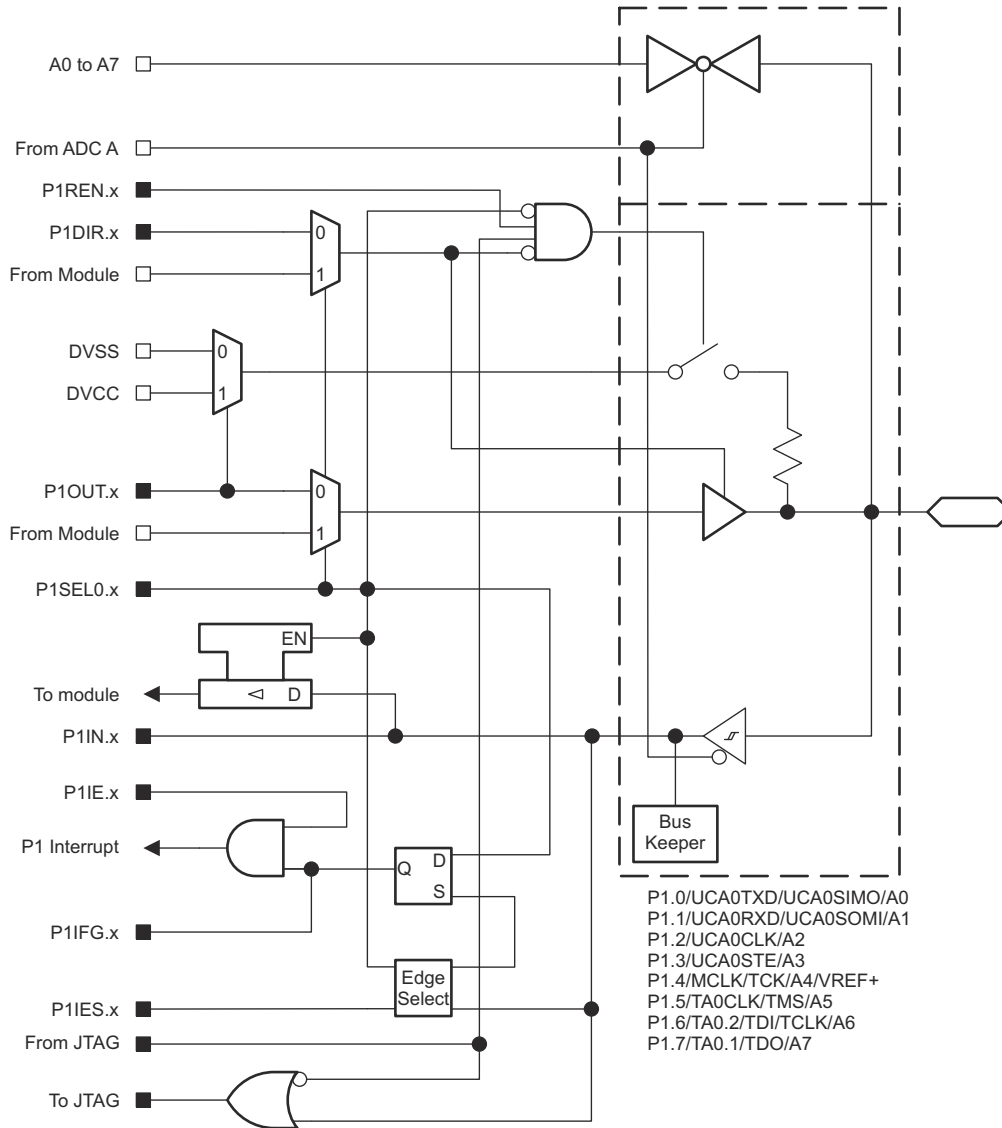 A0 to A7
From ADC A
P1REN.x
P1DIR.x
0
From Module
1
DVSS
0
DVCC
1
P1OUT.x
0
From Module
1
P1SEL0.x
EN
To module
D
P1IN.x
P1IE.x
Bus
Keeper
P1 Interrupt
Q
D
S
P1IFG.x
Edge
Select
P1IES.x
From JTAG
To JTAG
P1.0/UCA0TXD/UCA0SIMO/A0
P1.1/UCA0RXD/UCA0SOMI/A1
P1.2/UCA0CLK/A2
P1.3/UCA0STE/A3
P1.4/MCLK/TCK/A4/VREF+
P1.5/TA0CLK/TMS/A5
P1.6/TA0.2/TDI/TCLK/A6
P1.7/TA0.1/TDO/A7